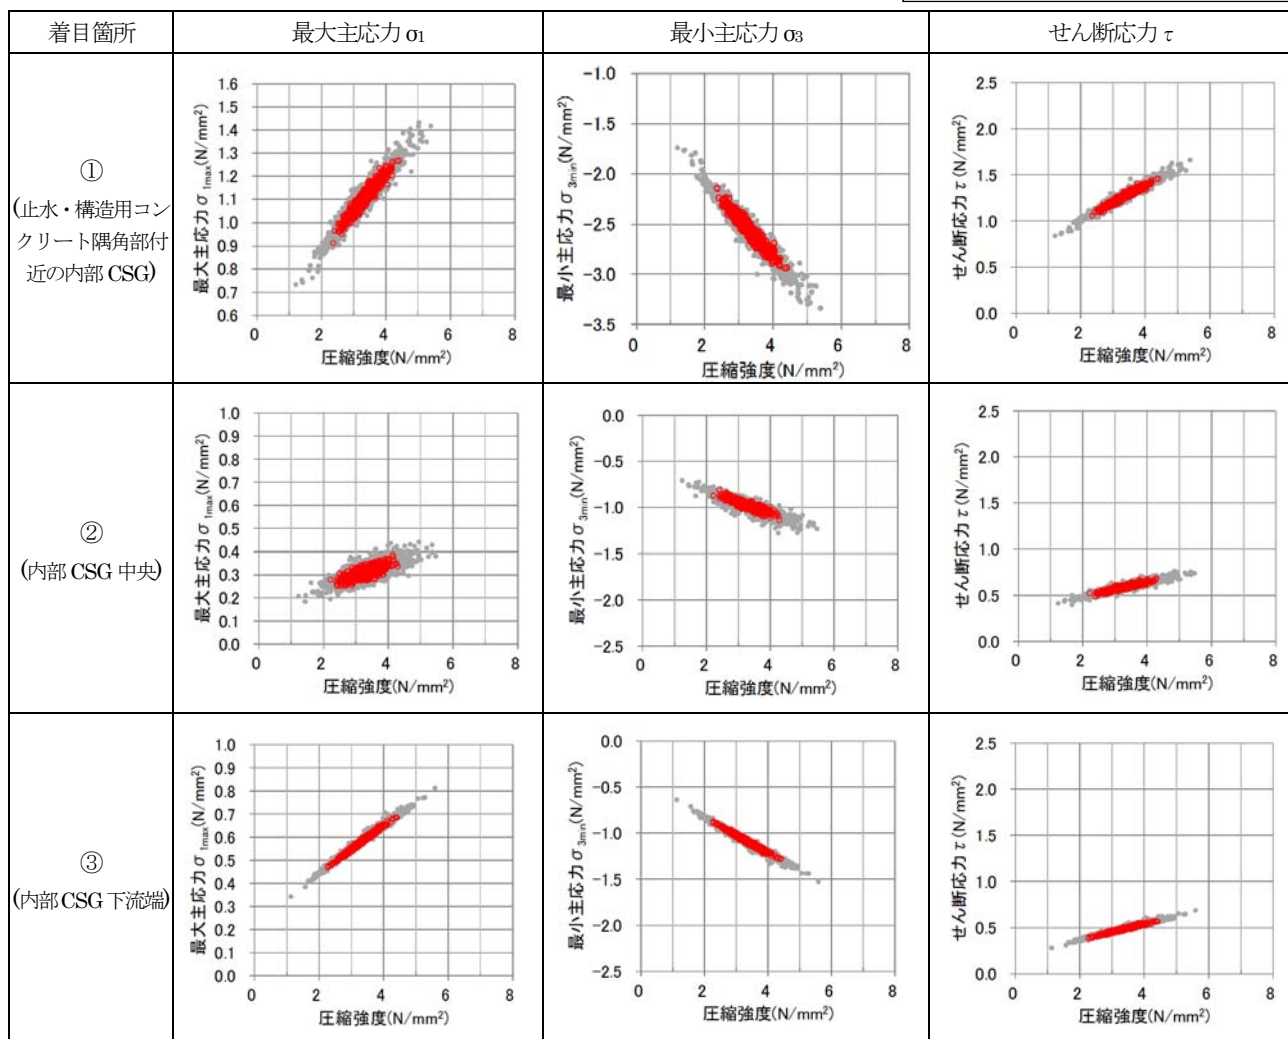 着目箇所 最大主応力 σ1 最小主応力 σ3 せん断応力 τ
①
(止水・構造用コン
クリート隅角部付
近の内部 CSG)
最大主応力 σ1max(N/mm²)
1.6
1.5
1.4
1.3
1.2
1.1
1.0
0.9
0.8
0.7
0.6
0 2 4 6 8
圧縮強度(N/mm²)
最小主応力 σ3min(N/mm²)
-1.0
-1.5
-2.0
-2.5
-3.0
-3.5
0 2 4 6 8
圧縮強度(N/mm²)
せん断応力 τ (N/mm²)
2.5
2.0
1.5
1.0
0.5
0.0
0 2 4 6 8
圧縮強度(N/mm²)
②
(内部 CSG 中央)
最大主応力 σ1max(N/mm²)
1.0
0.9
0.8
0.7
0.6
0.5
0.4
0.3
0.2
0.1
0.0
0 2 4 6 8
圧縮強度(N/mm²)
最小主応力 σ3min(N/mm²)
0.0
-0.5
-1.0
-1.5
-2.0
-2.5
0 2 4 6 8
圧縮強度(N/mm²)
せん断応力 τ (N/mm²)
2.5
2.0
1.5
1.0
0.5
0.0
0 2 4 6 8
圧縮強度(N/mm²)
③
(内部 CSG 下流端)
最大主応力 σ1max(N/mm²)
1.0
0.9
0.8
0.7
0.6
0.5
0.4
0.3
0.2
0.1
0.0
0 2 4 6 8
圧縮強度(N/mm²)
最小主応力 σ3min(N/mm²)
0.0
-0.5
-1.0
-1.5
-2.0
-2.5
0 2 4 6 8
圧縮強度(N/mm²)
せん断応力 τ (N/mm²)
2.5
2.0
1.5
1.0
0.5
0.0
0 2 4 6 8
圧縮強度(N/mm²)